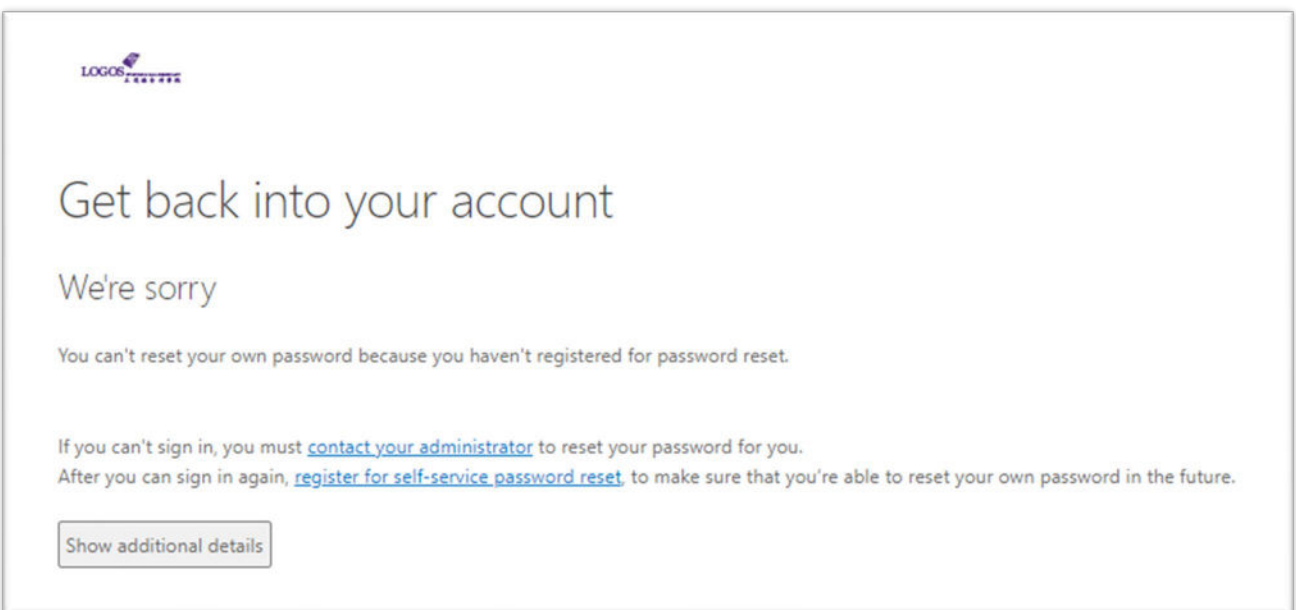 LOGOS
Get back into your account
We're sorry
You can't reset your own password because you haven't registered for password reset.
If you can't sign in, you must contact your administrator to reset your password for you.
After you can sign in again, register for self-service password reset, to make sure that you're able to reset your own password in the future.
Show additional details